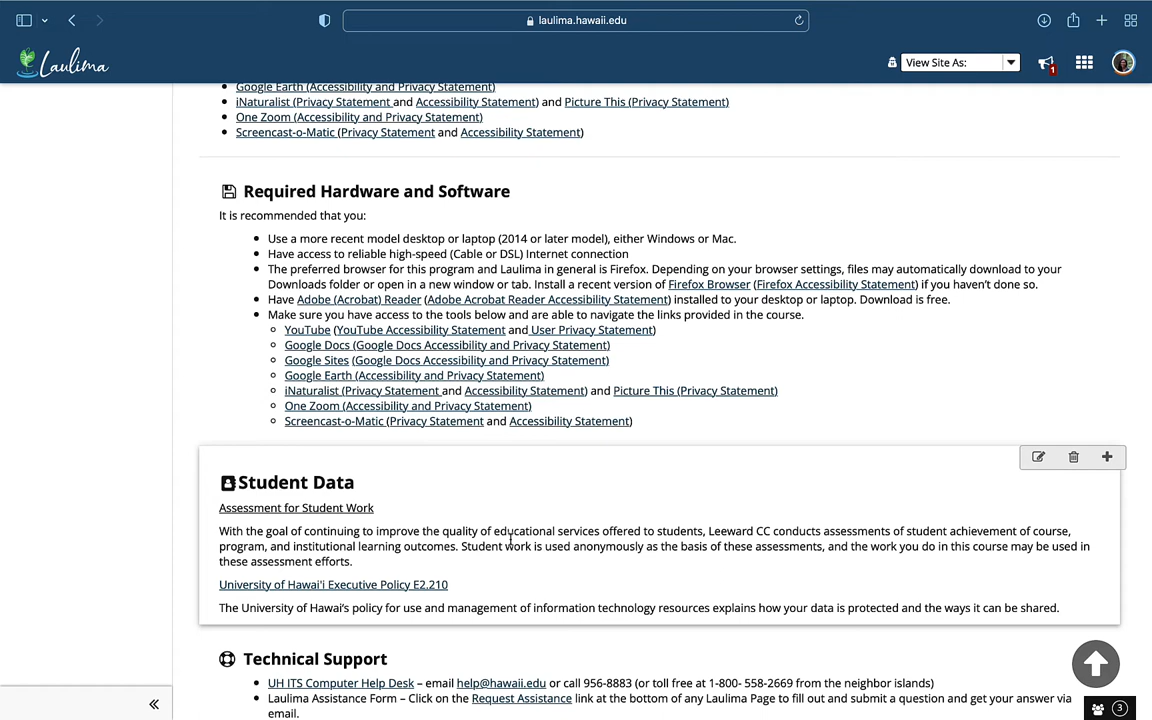 laulima.hawaii.edu
Laulima
View Site As:
1
Google Earth (Accessibility and Privacy Statement)
iNaturalist (Privacy Statement and Accessibility Statement) and Picture This (Privacy Statement)
One Zoom (Accessibility and Privacy Statement)
Screencast-o-Matic (Privacy Statement and Accessibility Statement)
Required Hardware and Software
It is recommended that you:
Use a more recent model desktop or laptop (2014 or later model), either Windows or Mac.
Have access to reliable high-speed (Cable or DSL) Internet connection
The preferred browser for this program and Laulima in general is Firefox. Depending on your browser settings, files may automatically download to your
Downloads folder or open in a new window or tab. Install a recent version of Firefox Browser (Firefox Accessibility Statement) if you haven't done so.
Have Adobe (Acrobat) Reader (Adobe Acrobat Reader Accessibility Statement) installed to your desktop or laptop. Download is free.
Make sure you have access to the tools below and are able to navigate the links provided in the course.
YouTube (YouTube Accessibility Statement and User Privacy Statement)
Google Docs (Google Docs Accessibility and Privacy Statement)
Google Sites (Google Docs Accessibility and Privacy Statement)
Google Earth (Accessibility and Privacy Statement)
iNaturalist (Privacy Statement and Accessibility Statement) and Picture This (Privacy Statement)
One Zoom (Accessibility and Privacy Statement)
Screencast-o-Matic (Privacy Statement and Accessibility Statement)
Student Data
Assessment for Student Work
With the goal of continuing to improve the quality of educational services offered to students, Leeward CC conducts assessments of student achievement of course,
program, and institutional learning outcomes. Student work is used anonymously as the basis of these assessments, and the work you do in this course may be used in
these assessment efforts.
University of Hawai'i Executive Policy E2.210
The University of Hawai's policy for use and management of information technology resources explains how your data is protected and the ways it can be shared.
Technical Support
UH ITS Computer Help Desk – email help@hawaii.edu or call 956-8883 (or toll free at 1-800- 558-2669 from the neighbor islands)
Laulima Assistance Form – Click on the Request Assistance link at the bottom of any Laulima Page to fill out and submit a question and get your answer via
email.
3